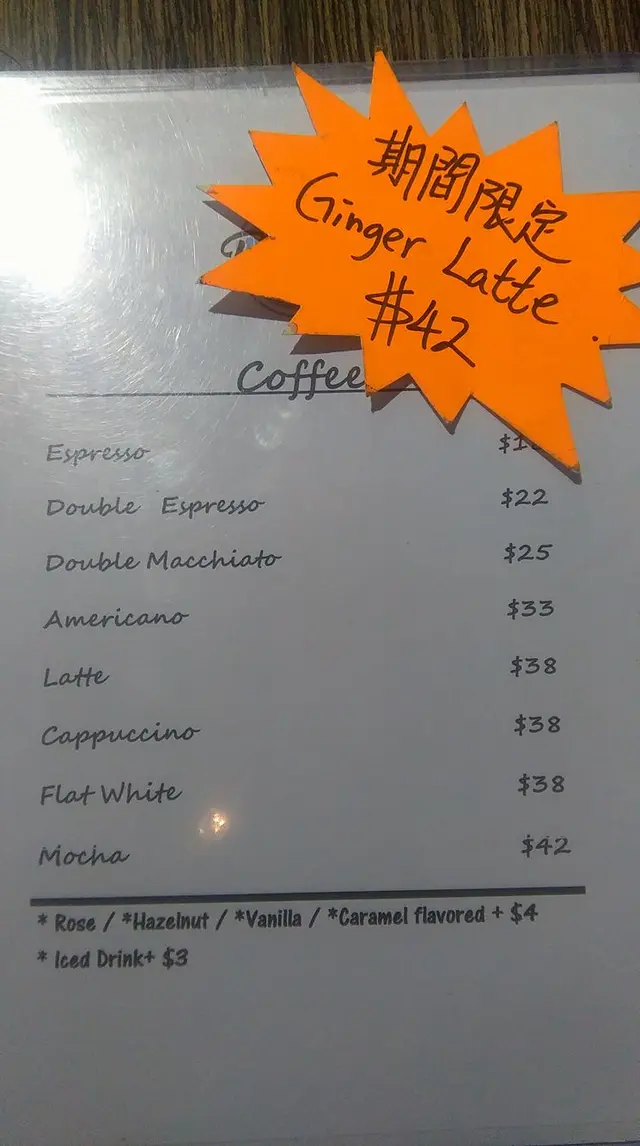 期間限定
Ginger Latte
$42
Coffee
Espresso
Double Espresso $22
Double Macchiato $25
Americano $33
Latte $38
Cappuccino $38
Flat White $38
Mocha $42
* Rose / *Hazelnut / *Vanilla / *Caramel flavored + $4
* Iced Drink+ $3